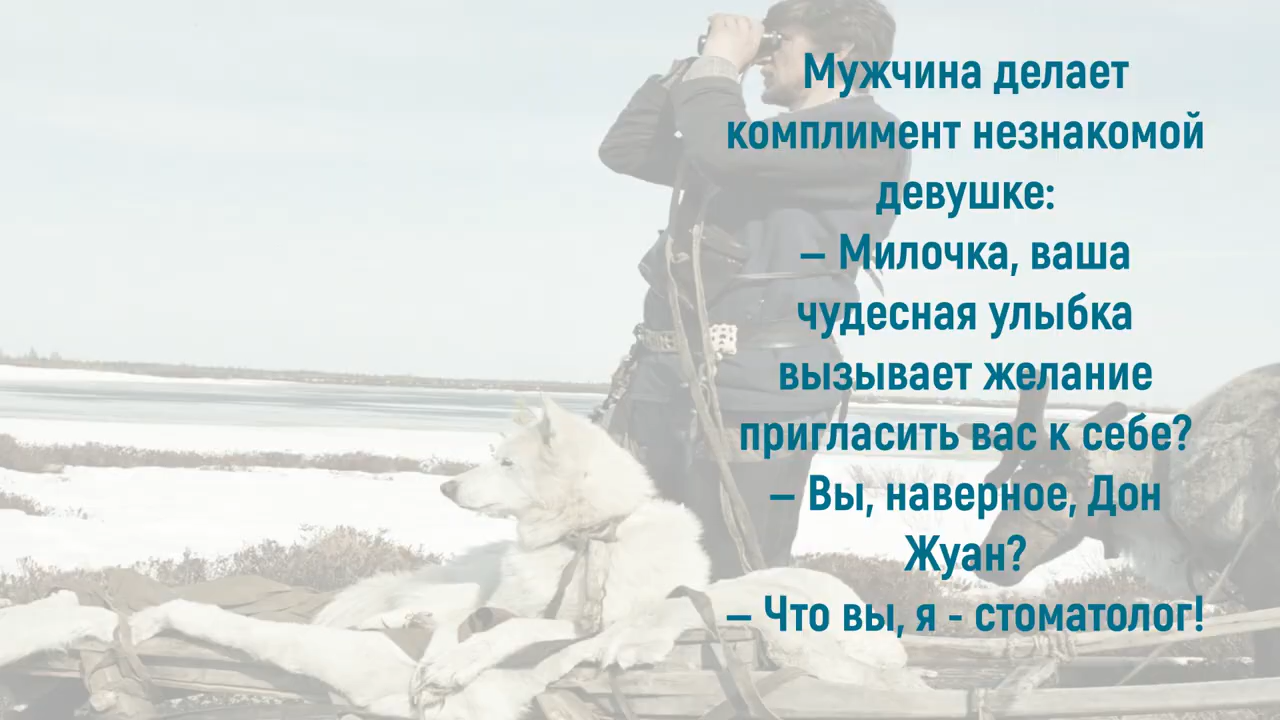 Мужчина делает
комплимент незнакомой
девушке:
– Милочка, ваша
чудесная улыбка
вызывает желание
пригласить вас к себе?
– Вы, наверное, Дон
Жуан?
– Что вы, я - стоматолог!